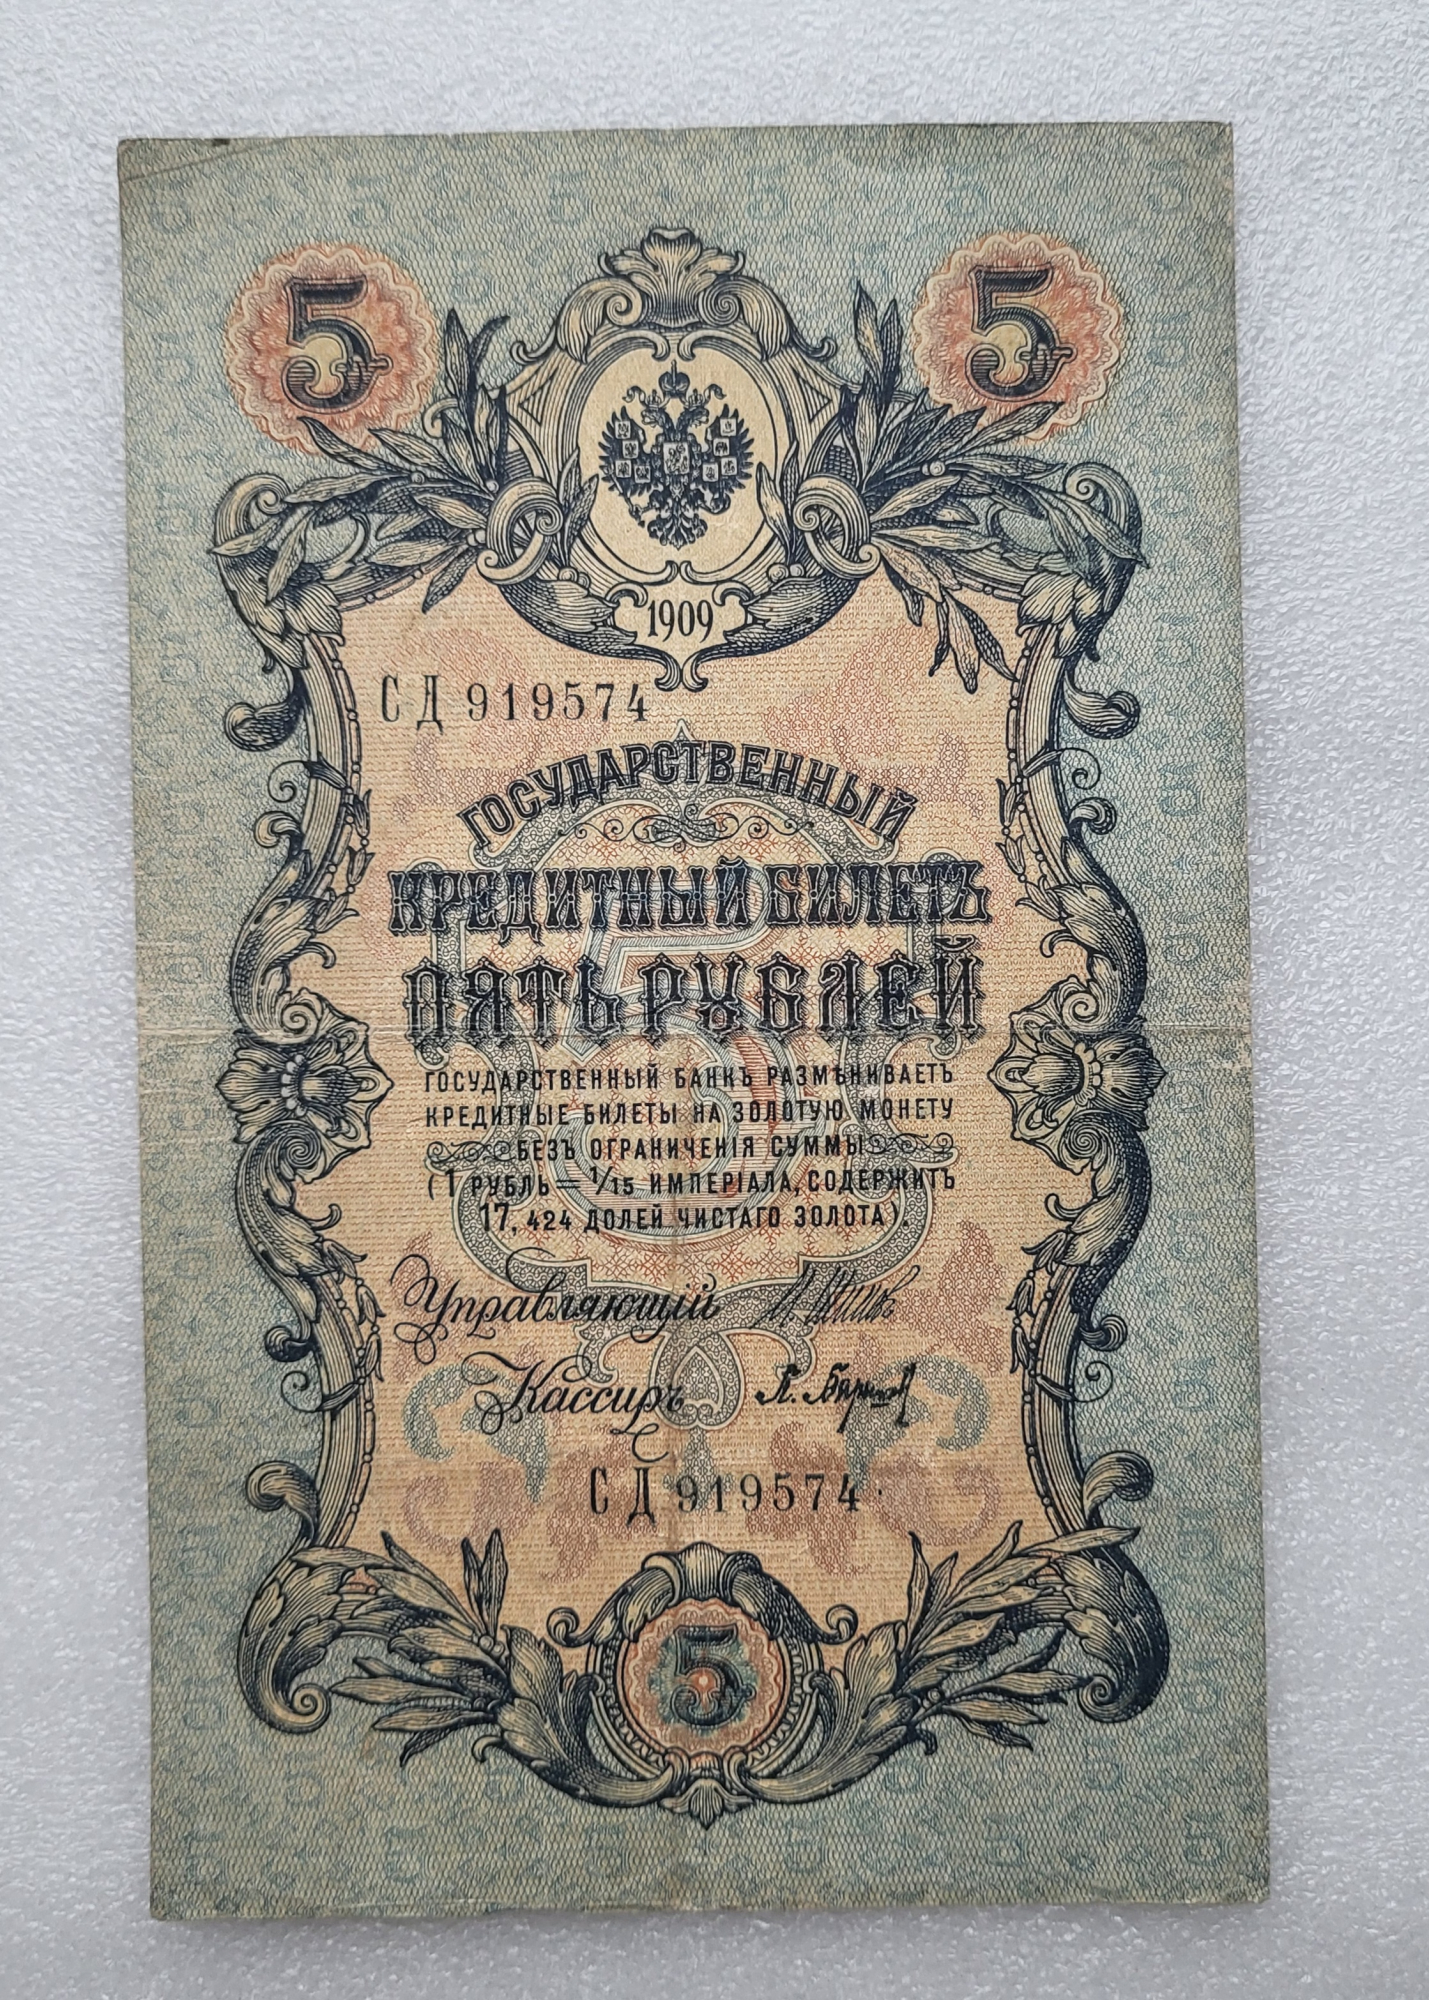 5 5
1909
СД 919574
ГОСУДАРСТВЕННЫЙ
КРЕДИТНЫЙ БИЛЕТЪ
ПЯТЬ РУБЛЕЙ
ГОСУДАРСТВЕННЫЙ БАНКЪ РАЗМѢНИВАЕТЪ
КРЕДИТНЫЕ БИЛЕТЫ НА ЗОЛОТУЮ МОНЕТУ
БЕЗЪ ОГРАНИЧЕНІЯ СУММЫ
(1 РУБЛЬ = 1/15 ИМПЕРІАЛА, СОДЕРЖИТЪ
17,424 ДОЛЕЙ ЧИСТАГО ЗОЛОТА).
Управляющій
Кассиръ
СД 919574
5